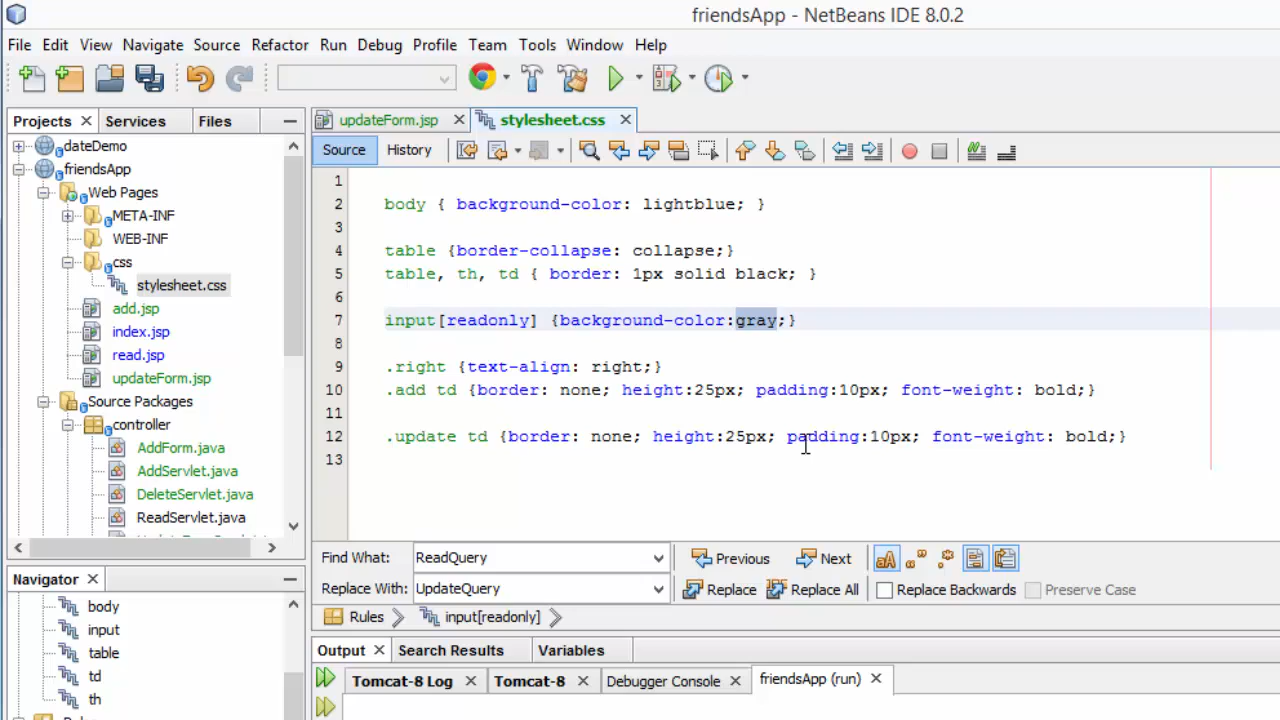 friendsApp - NetBeans IDE 8.0.2
File Edit View Navigate Source Refactor Run Debug Profile Team Tools Window Help
Projects Services Files
updateForm.jsp stylesheet.css
Source History
dateDemo
friendsApp
Web Pages
META-INF
WEB-INF
css
stylesheet.css
add.jsp
index.jsp
read.jsp
updateForm.jsp
Source Packages
controller
AddForm.java
AddServlet.java
DeleteServlet.java
ReadServlet.java
1
2 body { background-color: lightblue; }
3
4 table {border-collapse: collapse;}
5 table, th, td { border: 1px solid black; }
6
7 input[readonly] {background-color:gray;}
8
9 .right {text-align: right;}
10 .add td {border: none; height:25px; padding:10px; font-weight: bold;}
11
12 .update td {border: none; height:25px; padding:10px; font-weight: bold;}
13
Find What: ReadQuery Previous Next
Replace With: UpdateQuery Replace Replace All Replace Backwards Preserve Case
Rules input[readonly]
Navigator
body
input
table
td
th
Output Search Results Variables
Tomcat-8 Log Tomcat-8 Debugger Console friendsApp (run)